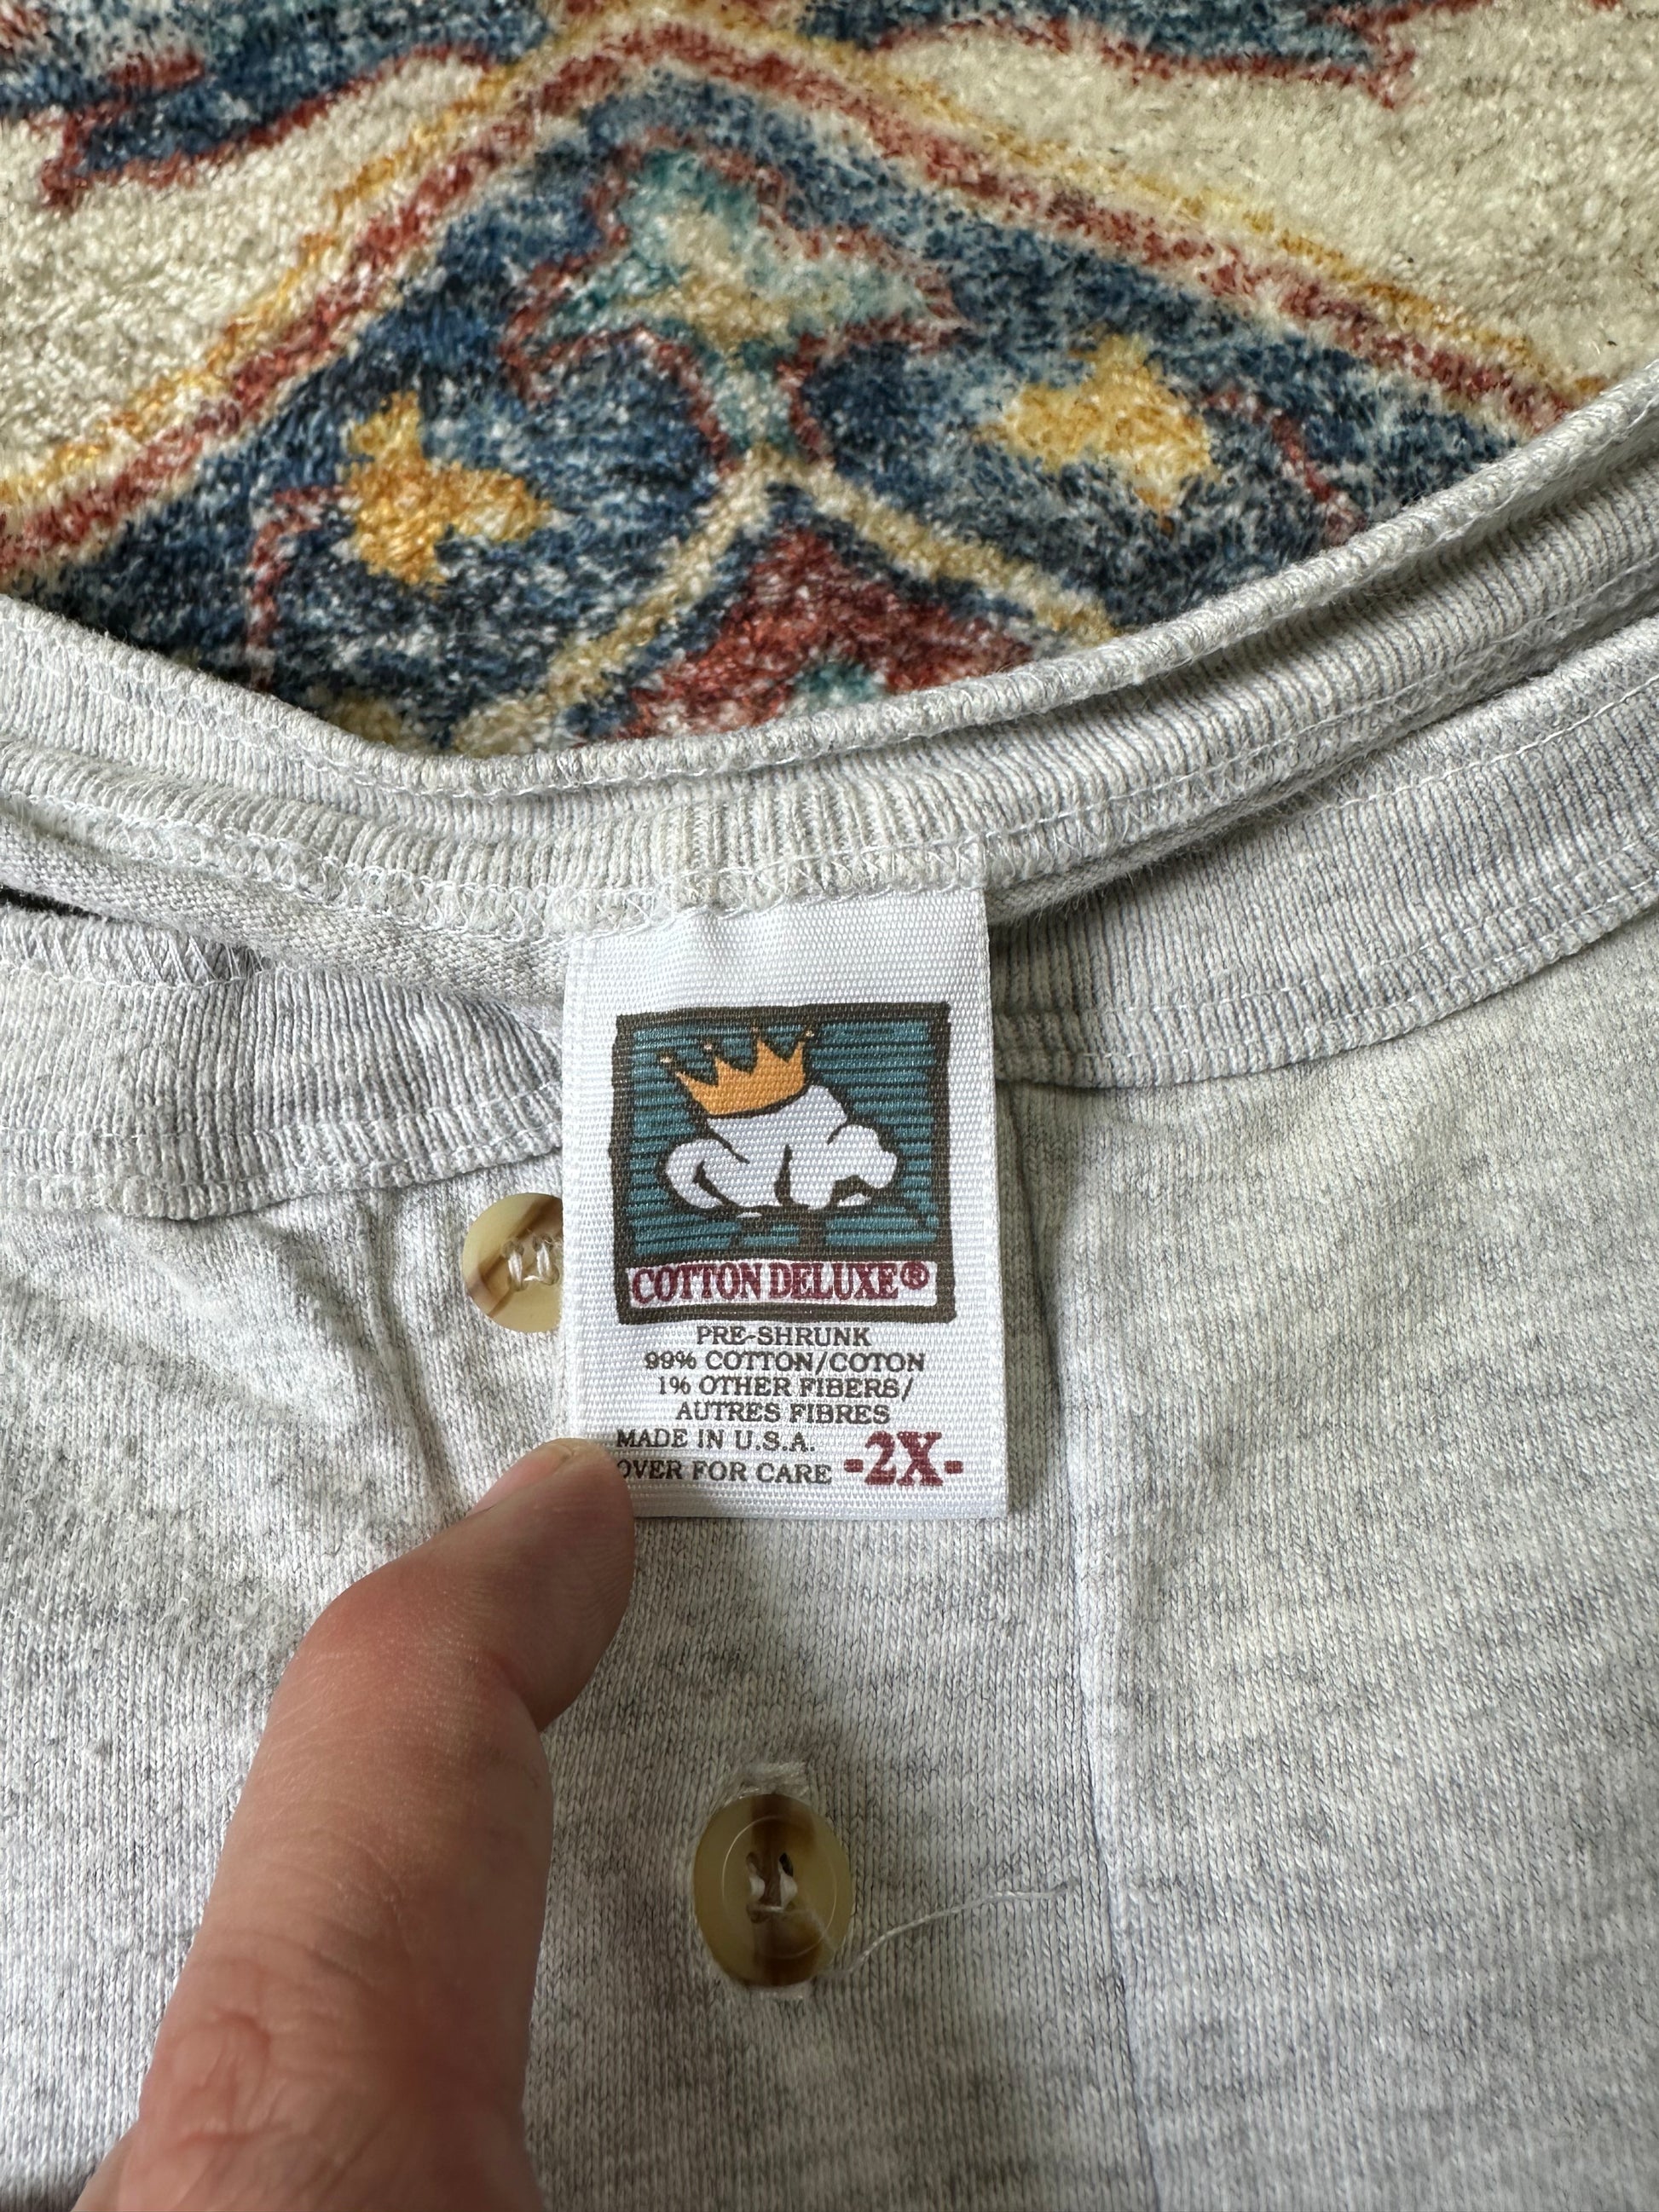 COTTON DELUXE®
PRE-SHRUNK
99% COTTON/COTON
1% OTHER FIBERS/
AUTRES FIBRES
MADE IN U.S.A.
OVER FOR CARE -2X-